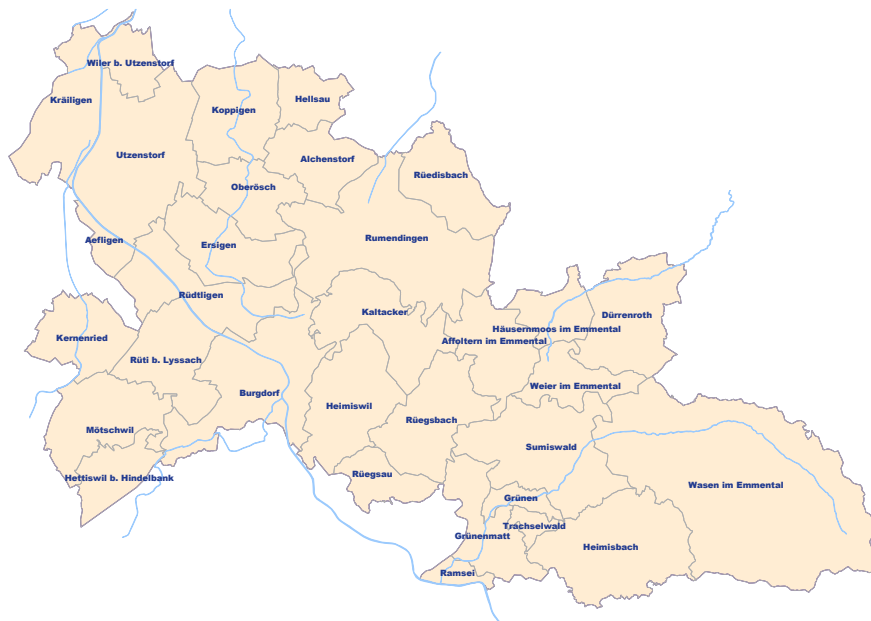 Wiler b. Utzenstorf
Kräiligen
Hellsau
Koppigen
Utzenstorf
Alchenstorf
Rüedisbach
Oberösch
Aefligen
Ersigen
Rumendingen
Rüdtligen
Kaltacker
Dürrenroth
Häusernmoos im Emmental
Kernenried
Affoltern im Emmental
Rüti b. Lyssach
Weier im Emmental
Burgdorf
Heimiswil
Rüegsbach
Mötschwil
Sumiswald
Rüegsau
Hettiswil b. Hindelbank
Wasen im Emmental
Grünen
Trachselwald
Grünenmatt
Heimisbach
Ramsei